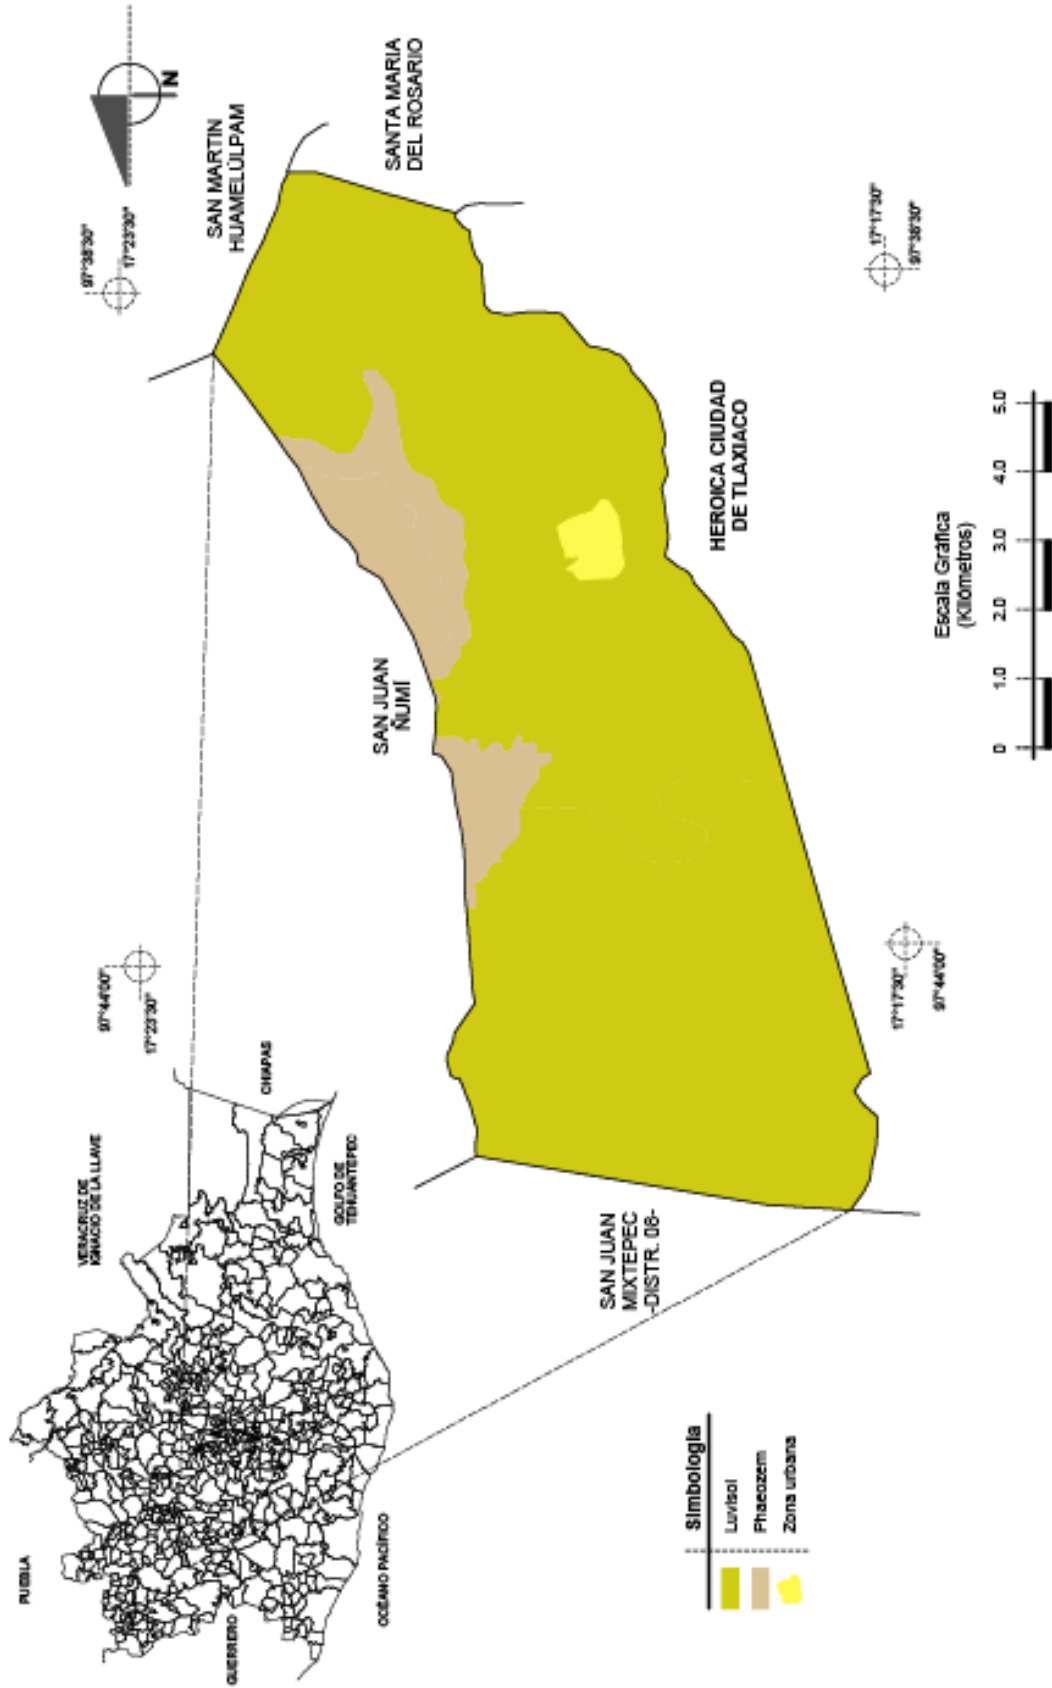 PUEBLA
VERACRUZ DE
IGNACIO DE LA LLAVE
CHIAPAS
GOLFO DE
TEHUANTEPEC
OCÉANO PACÍFICO
GUERRERO
97°44'00"
17°23'30"
97°38'30"
17°23'30"
N
SAN MARTIN
HUAMELÚLPAM
SANTA MARIA
DEL ROSARIO
SAN JUAN
ÑUMÍ
HEROICA CIUDAD
DE TLAXIACO
SAN JUAN
MIXTEPEC
-DISTR. 08-
17°17'30"
97°44'00"
17°17'30"
97°38'30"
Simbología
Luvisol
Phaeozem
Zona urbana
Escala Gráfica
(Kilómetros)
0 1.0 2.0 3.0 4.0 5.0